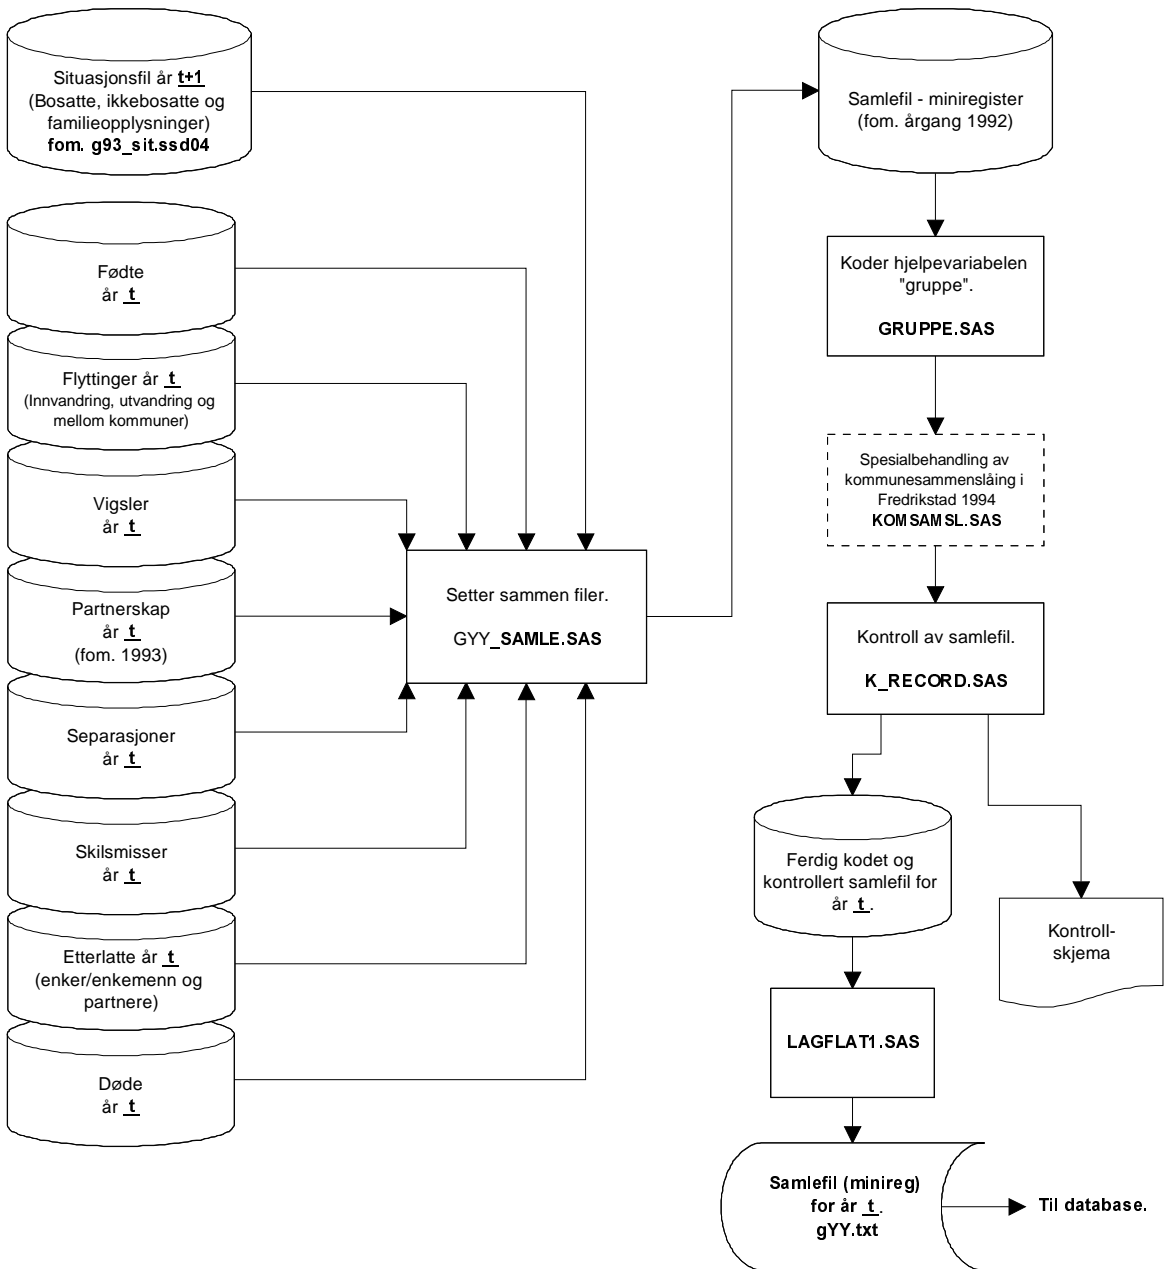 Situasjonsfil år t+1
(Bosatte, ikkebosatte og
familieopplysninger)
fom. g93_sit.ssd04
Fødte
år t
Flyttinger år t
(Innvandring, utvandring og
mellom kommuner)
Vigsler
år t
Partnerskap
år t
(fom. 1993)
Separasjoner
år t
Skilsmisser
år t
Etterlatte år t
(enker/enkemenn og
partnere)
Døde
år t
Setter sammen filer.
GYY_SAMLE.SAS
Samlefil - miniregister
(fom. årgang 1992)
Koder hjelpevariabelen
"gruppe".
GRUPPE.SAS
Spesialbehandling av
kommunesammenslåing i
Fredrikstad 1994
KOMSAMSL.SAS
Kontroll av samlefil.
K_RECORD.SAS
Ferdig kodet og
kontrollert samlefil for
år t.
Kontroll-
skjema
LAGFLAT1.SAS
Samlefil (minireg)
for år t.
gYY.txt
Til database.